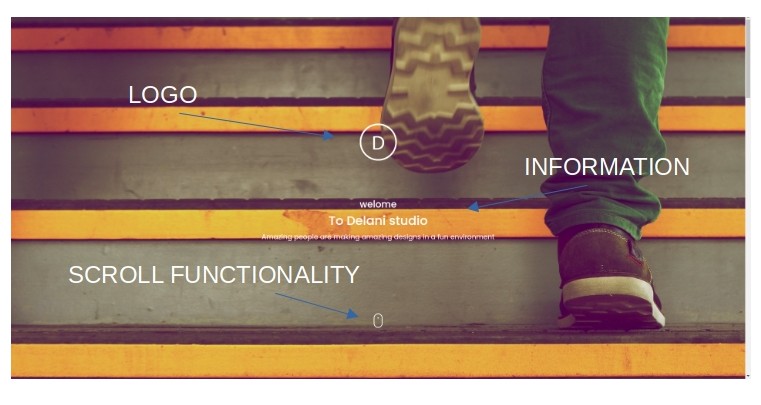 LOGO
D
INFORMATION
welome
To Delani studio
Amazing people are making amazing designs in a fun environment
SCROLL FUNCTIONALITY